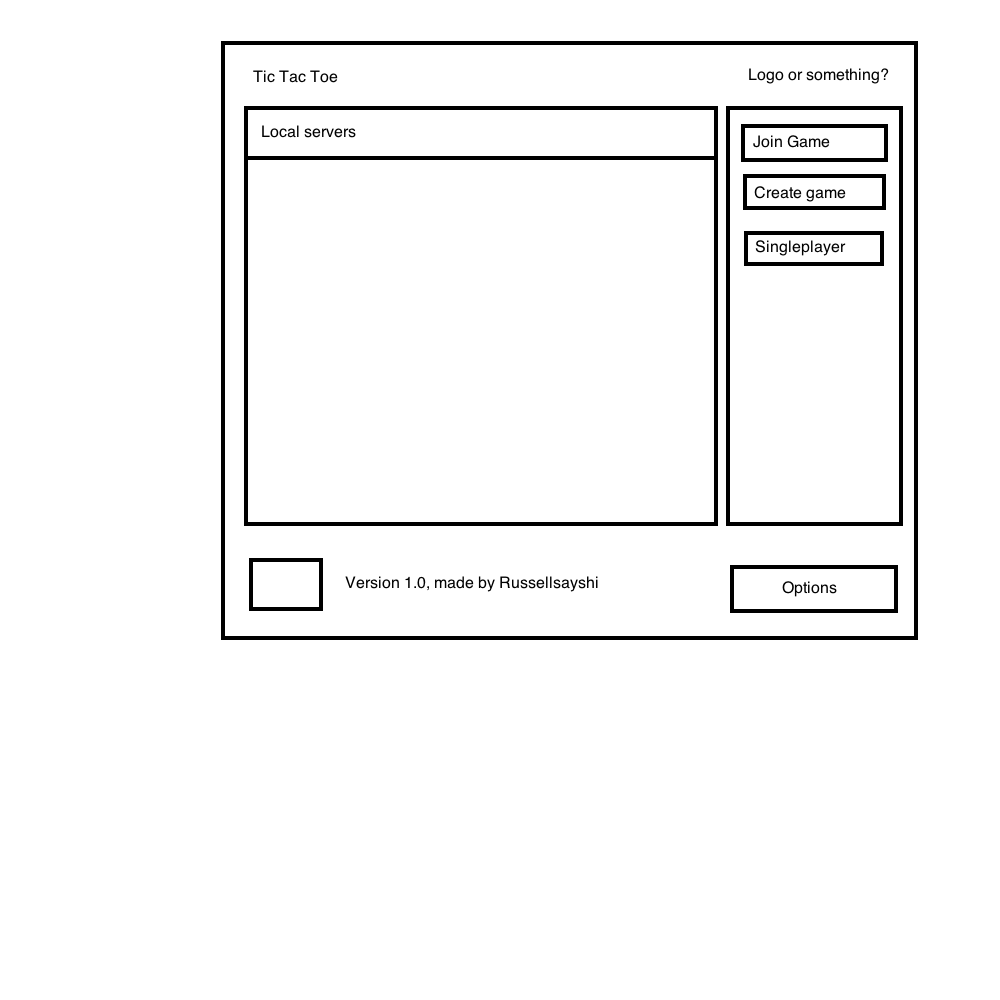 Tic Tac Toe
Logo or something?
Local servers
Join Game
Create game
Singleplayer
Version 1.0, made by Russellsayshi
Options